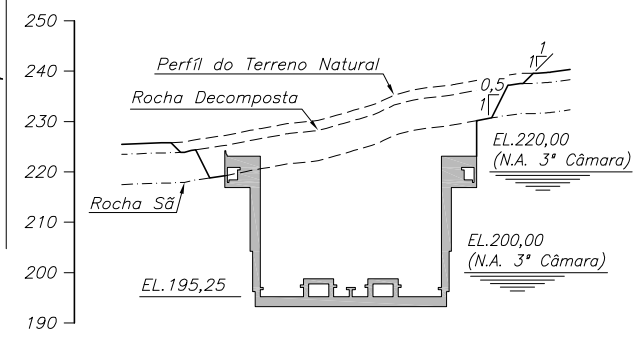 250
240
230
220
210
200
190
Perfíl do Terreno Natural
Rocha Decomposta
Rocha Sã
1
1
0,5
1
EL.220,00
(N.A. 3ª Câmara)
EL.200,00
(N.A. 3ª Câmara)
EL.195,25